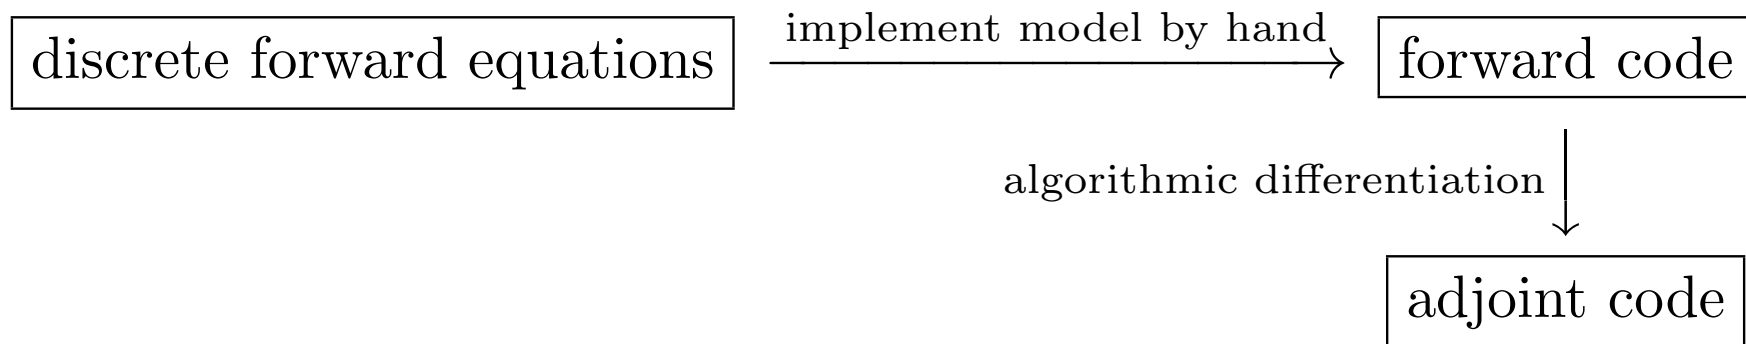 discrete forward equations
implement model by hand
forward code
algorithmic differentiation
adjoint code